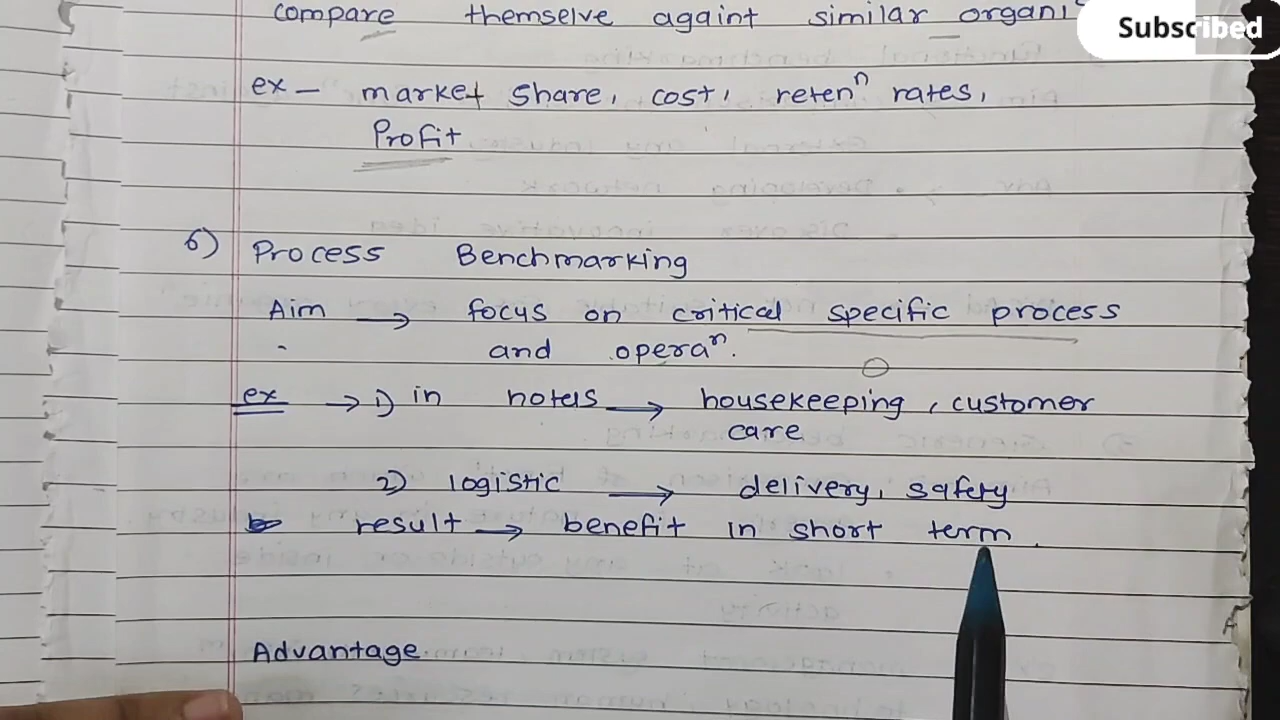 compare themselve againt similar organi
Subscribed
ex – market share, cost, retenⁿ rates,
Profit
6) Process Benchmarking
Aim → focus on critical specific process
and operaⁿ.
ex → 1) in hotels → housekeeping, customer
care
2) logistic → delivery, safety
result → benefit in short term.
Advantage